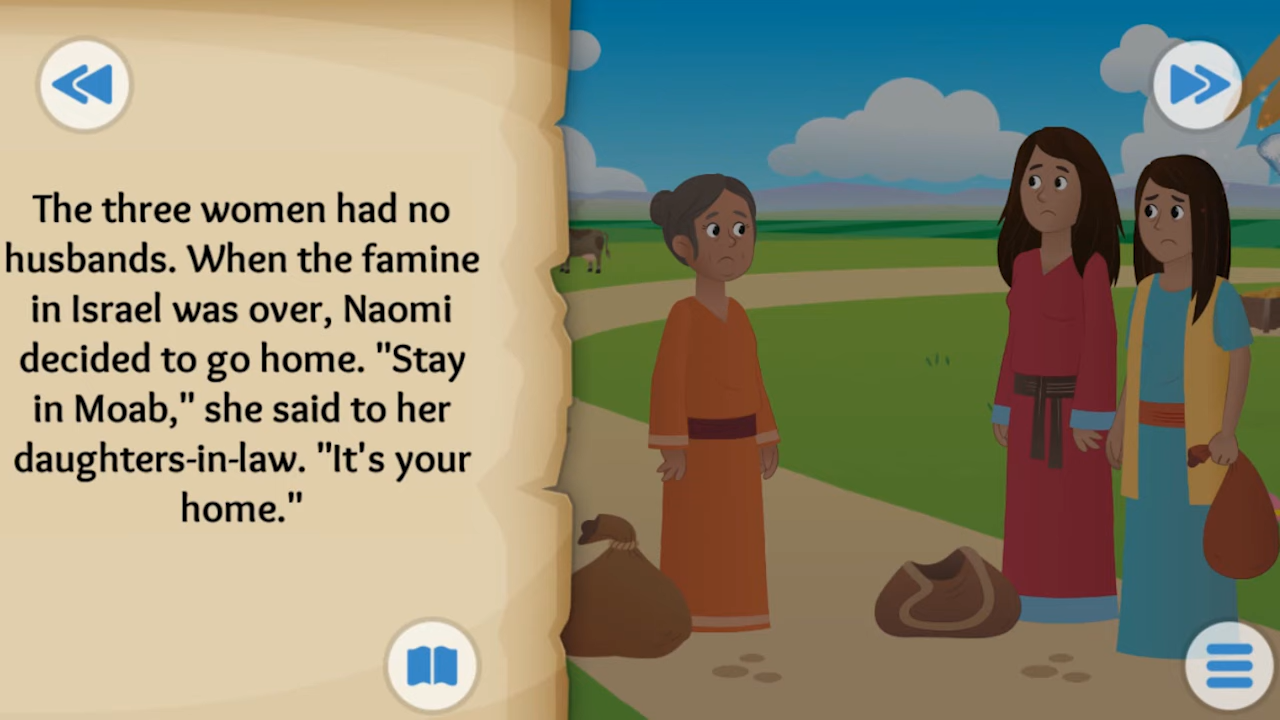 The three women had no
husbands. When the famine
in Israel was over, Naomi
decided to go home. "Stay
in Moab," she said to her
daughters-in-law. "It's your
home."